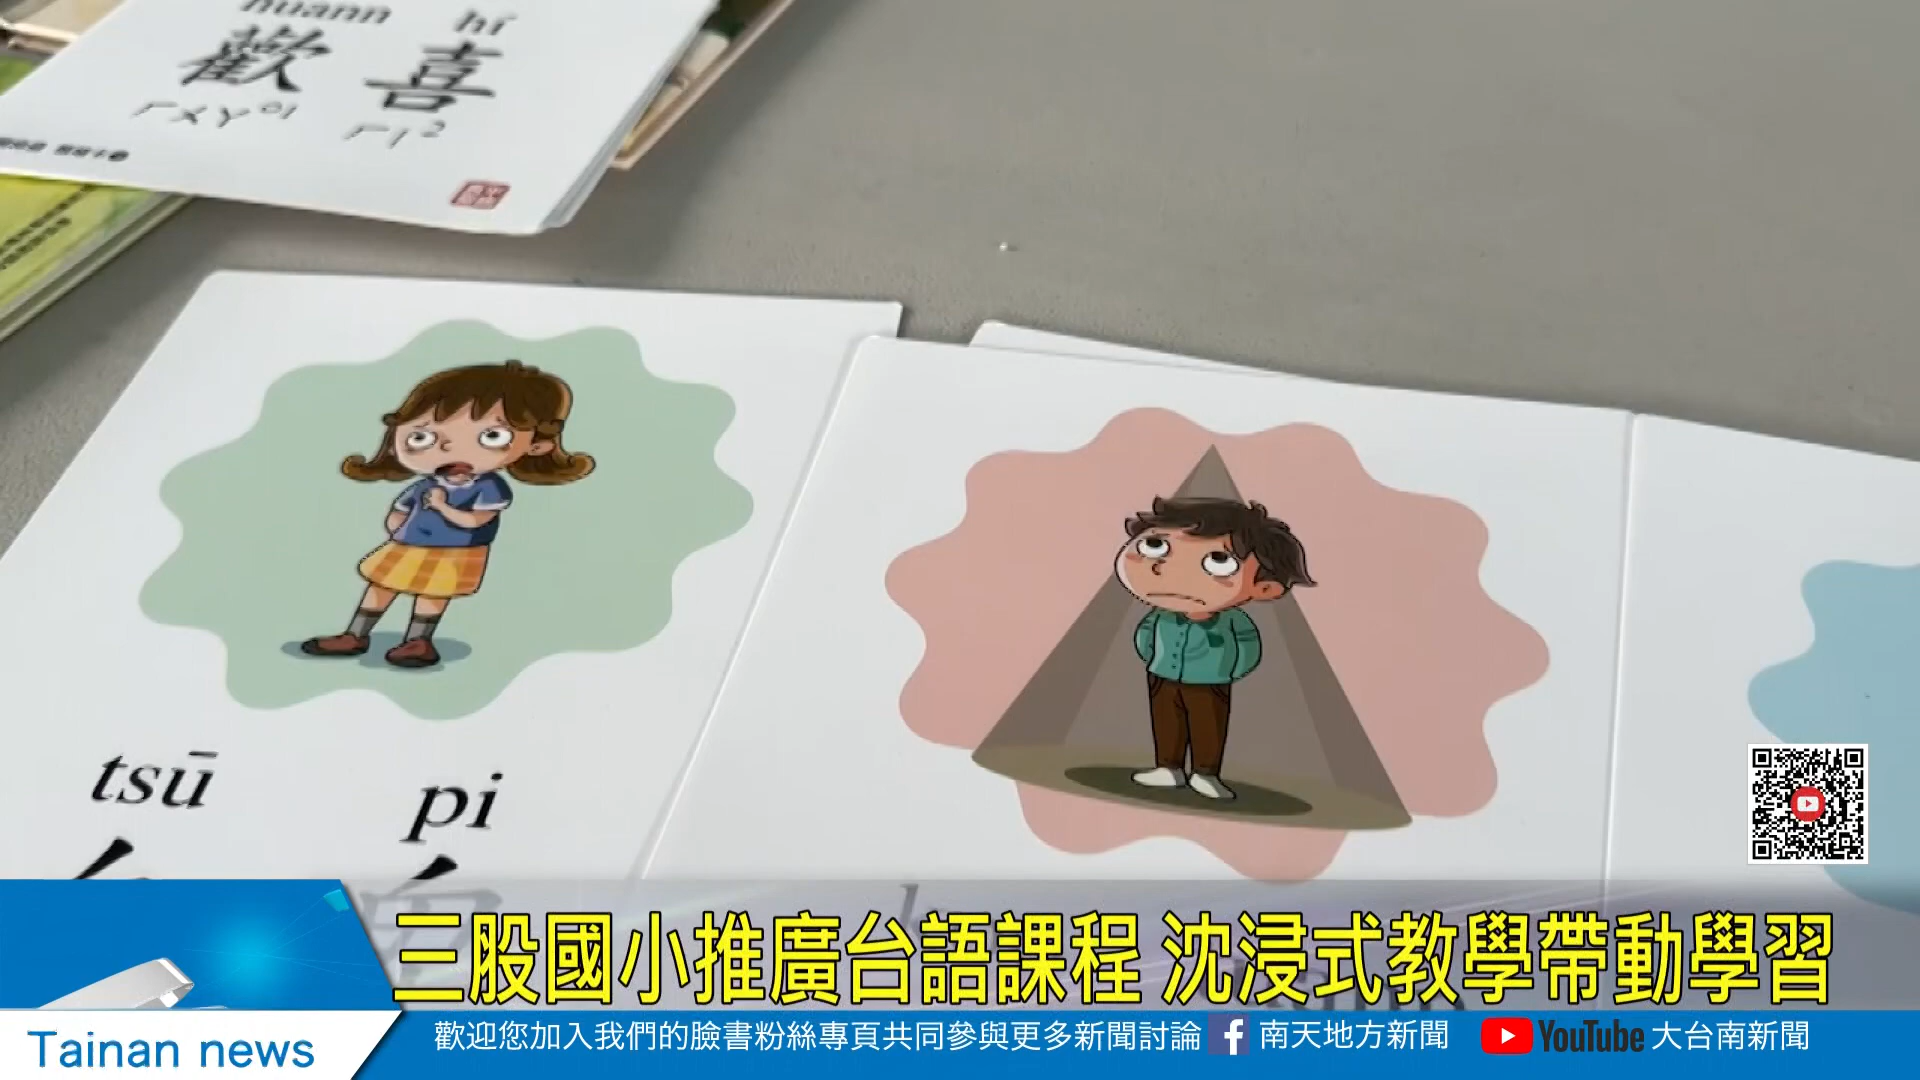 huann hí
歡 喜
ㄏㄨㄚ ㄏㄧ2
tsū pi
三股國小推廣台語課程 沈浸式教學帶動學習
Tainan news
歡迎您加入我們的臉書粉絲專頁共同參與更多新聞討論 南天地方新聞 YouTube 大台南新聞